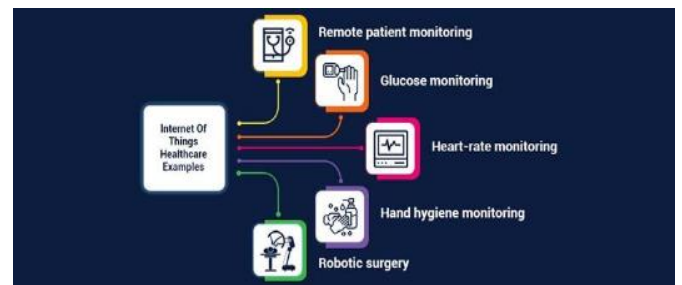 Remote patient monitoring
Glucose monitoring
Internet Of
Things
Healthcare
Examples
Heart-rate monitoring
Hand hygiene monitoring
Robotic surgery